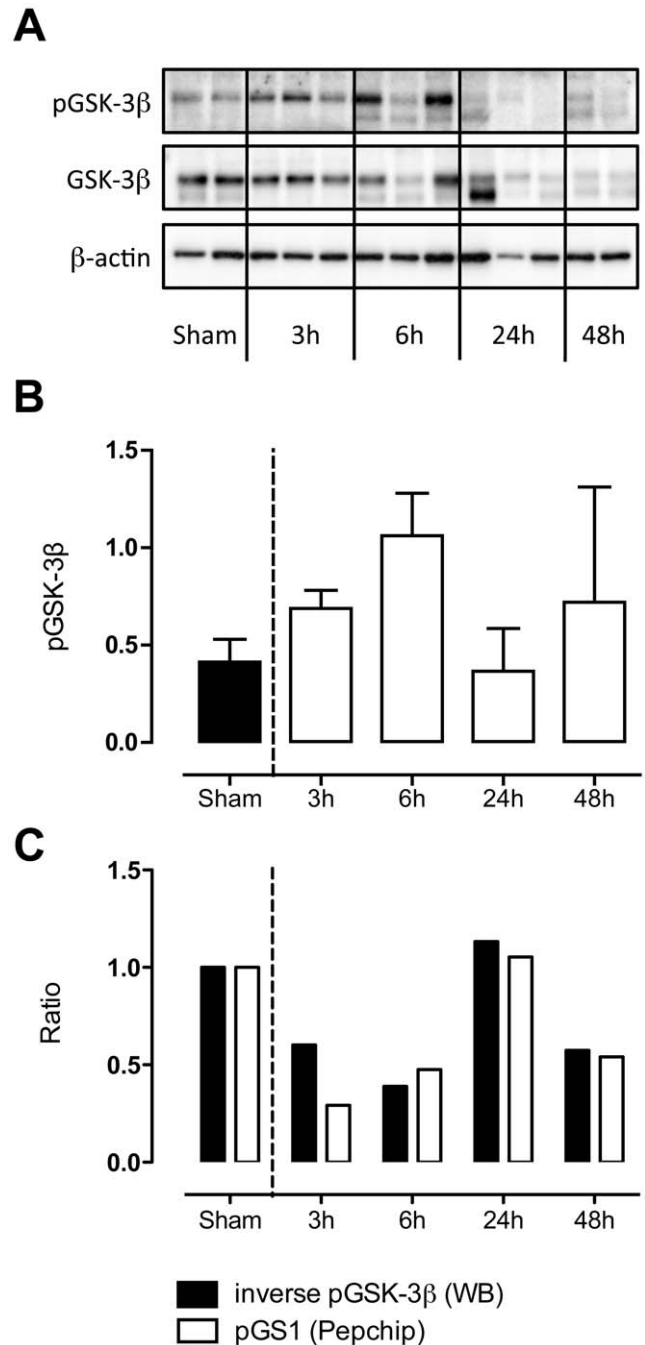 A
pGSK-3β
GSK-3β
β-actin
Sham 3h 6h 24h 48h
B
1.5
1.0
0.5
0.0
pGSK-3β
Sham 3h 6h 24h 48h
C
1.5
1.0
0.5
0.0
Ratio
Sham 3h 6h 24h 48h
inverse pGSK-3β (WB)
pGS1 (Pepchip)